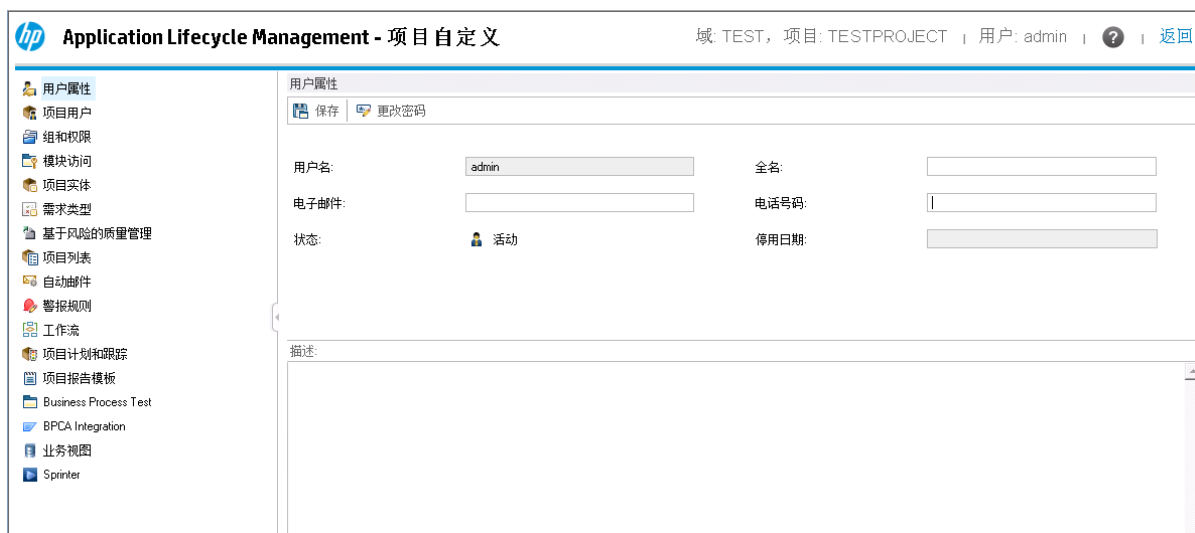 hp Application Lifecycle Management - 项目自定义 域: TEST，项目: TESTPROJECT | 用户: admin | ? | 返回
用户属性
项目用户
组和权限
模块访问
项目实体
需求类型
基于风险的质量管理
项目列表
自动邮件
警报规则
工作流
项目计划和跟踪
项目报告模板
Business Process Test
BPCA Integration
业务视图
Sprinter
用户属性
保存 更改密码
用户名: admin 全名:
电子邮件: 电话号码:
状态: 活动 停用日期:
描述: